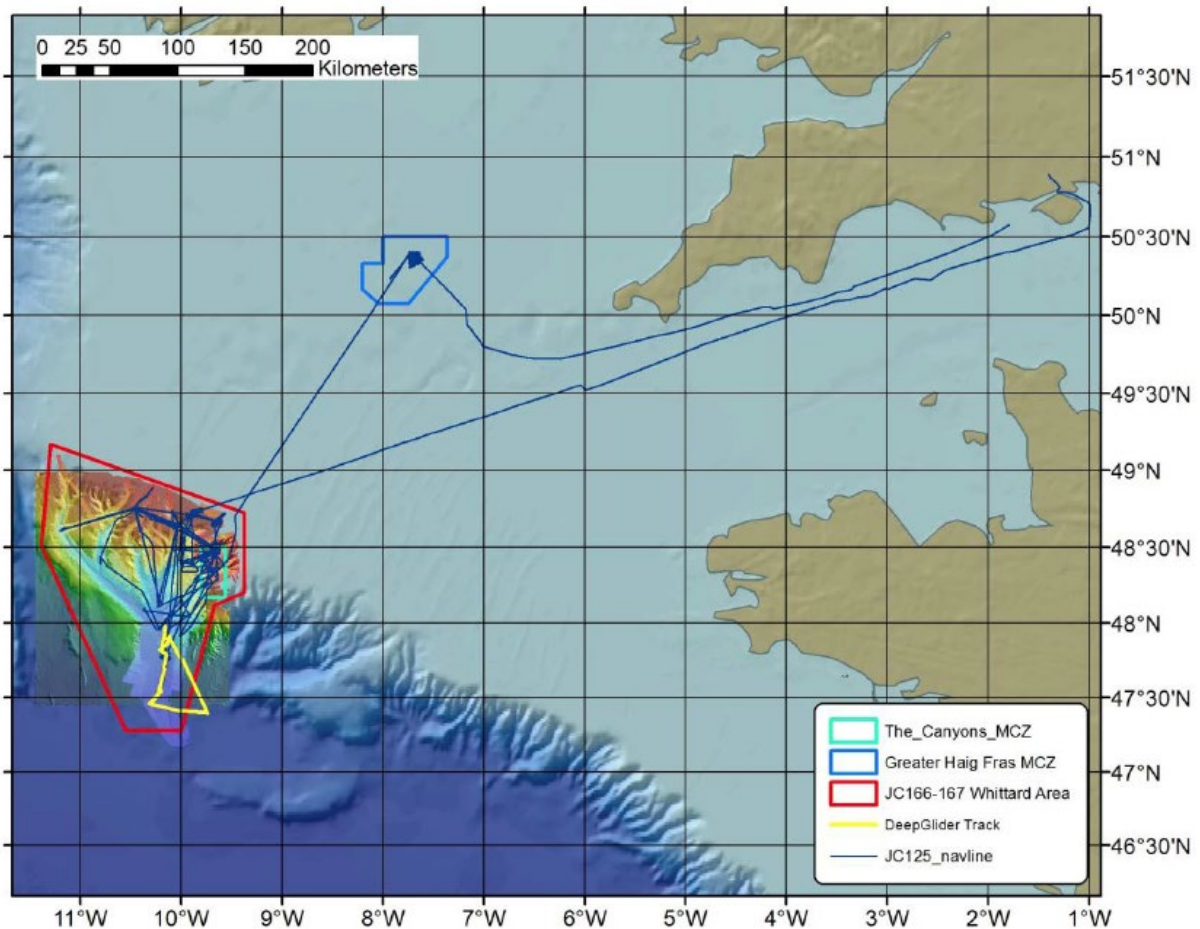 0 25 50 100 150 200
Kilometers
51°30'N
51°N
50°30'N
50°N
49°30'N
49°N
48°30'N
48°N
47°30'N
47°N
46°30'N
The_Canyons_MCZ
Greater Haig Fras MCZ
JC166-167 Whittard Area
DeepGlider Track
JC125_navline
11°W 10°W 9°W 8°W 7°W 6°W 5°W 4°W 3°W 2°W 1°W